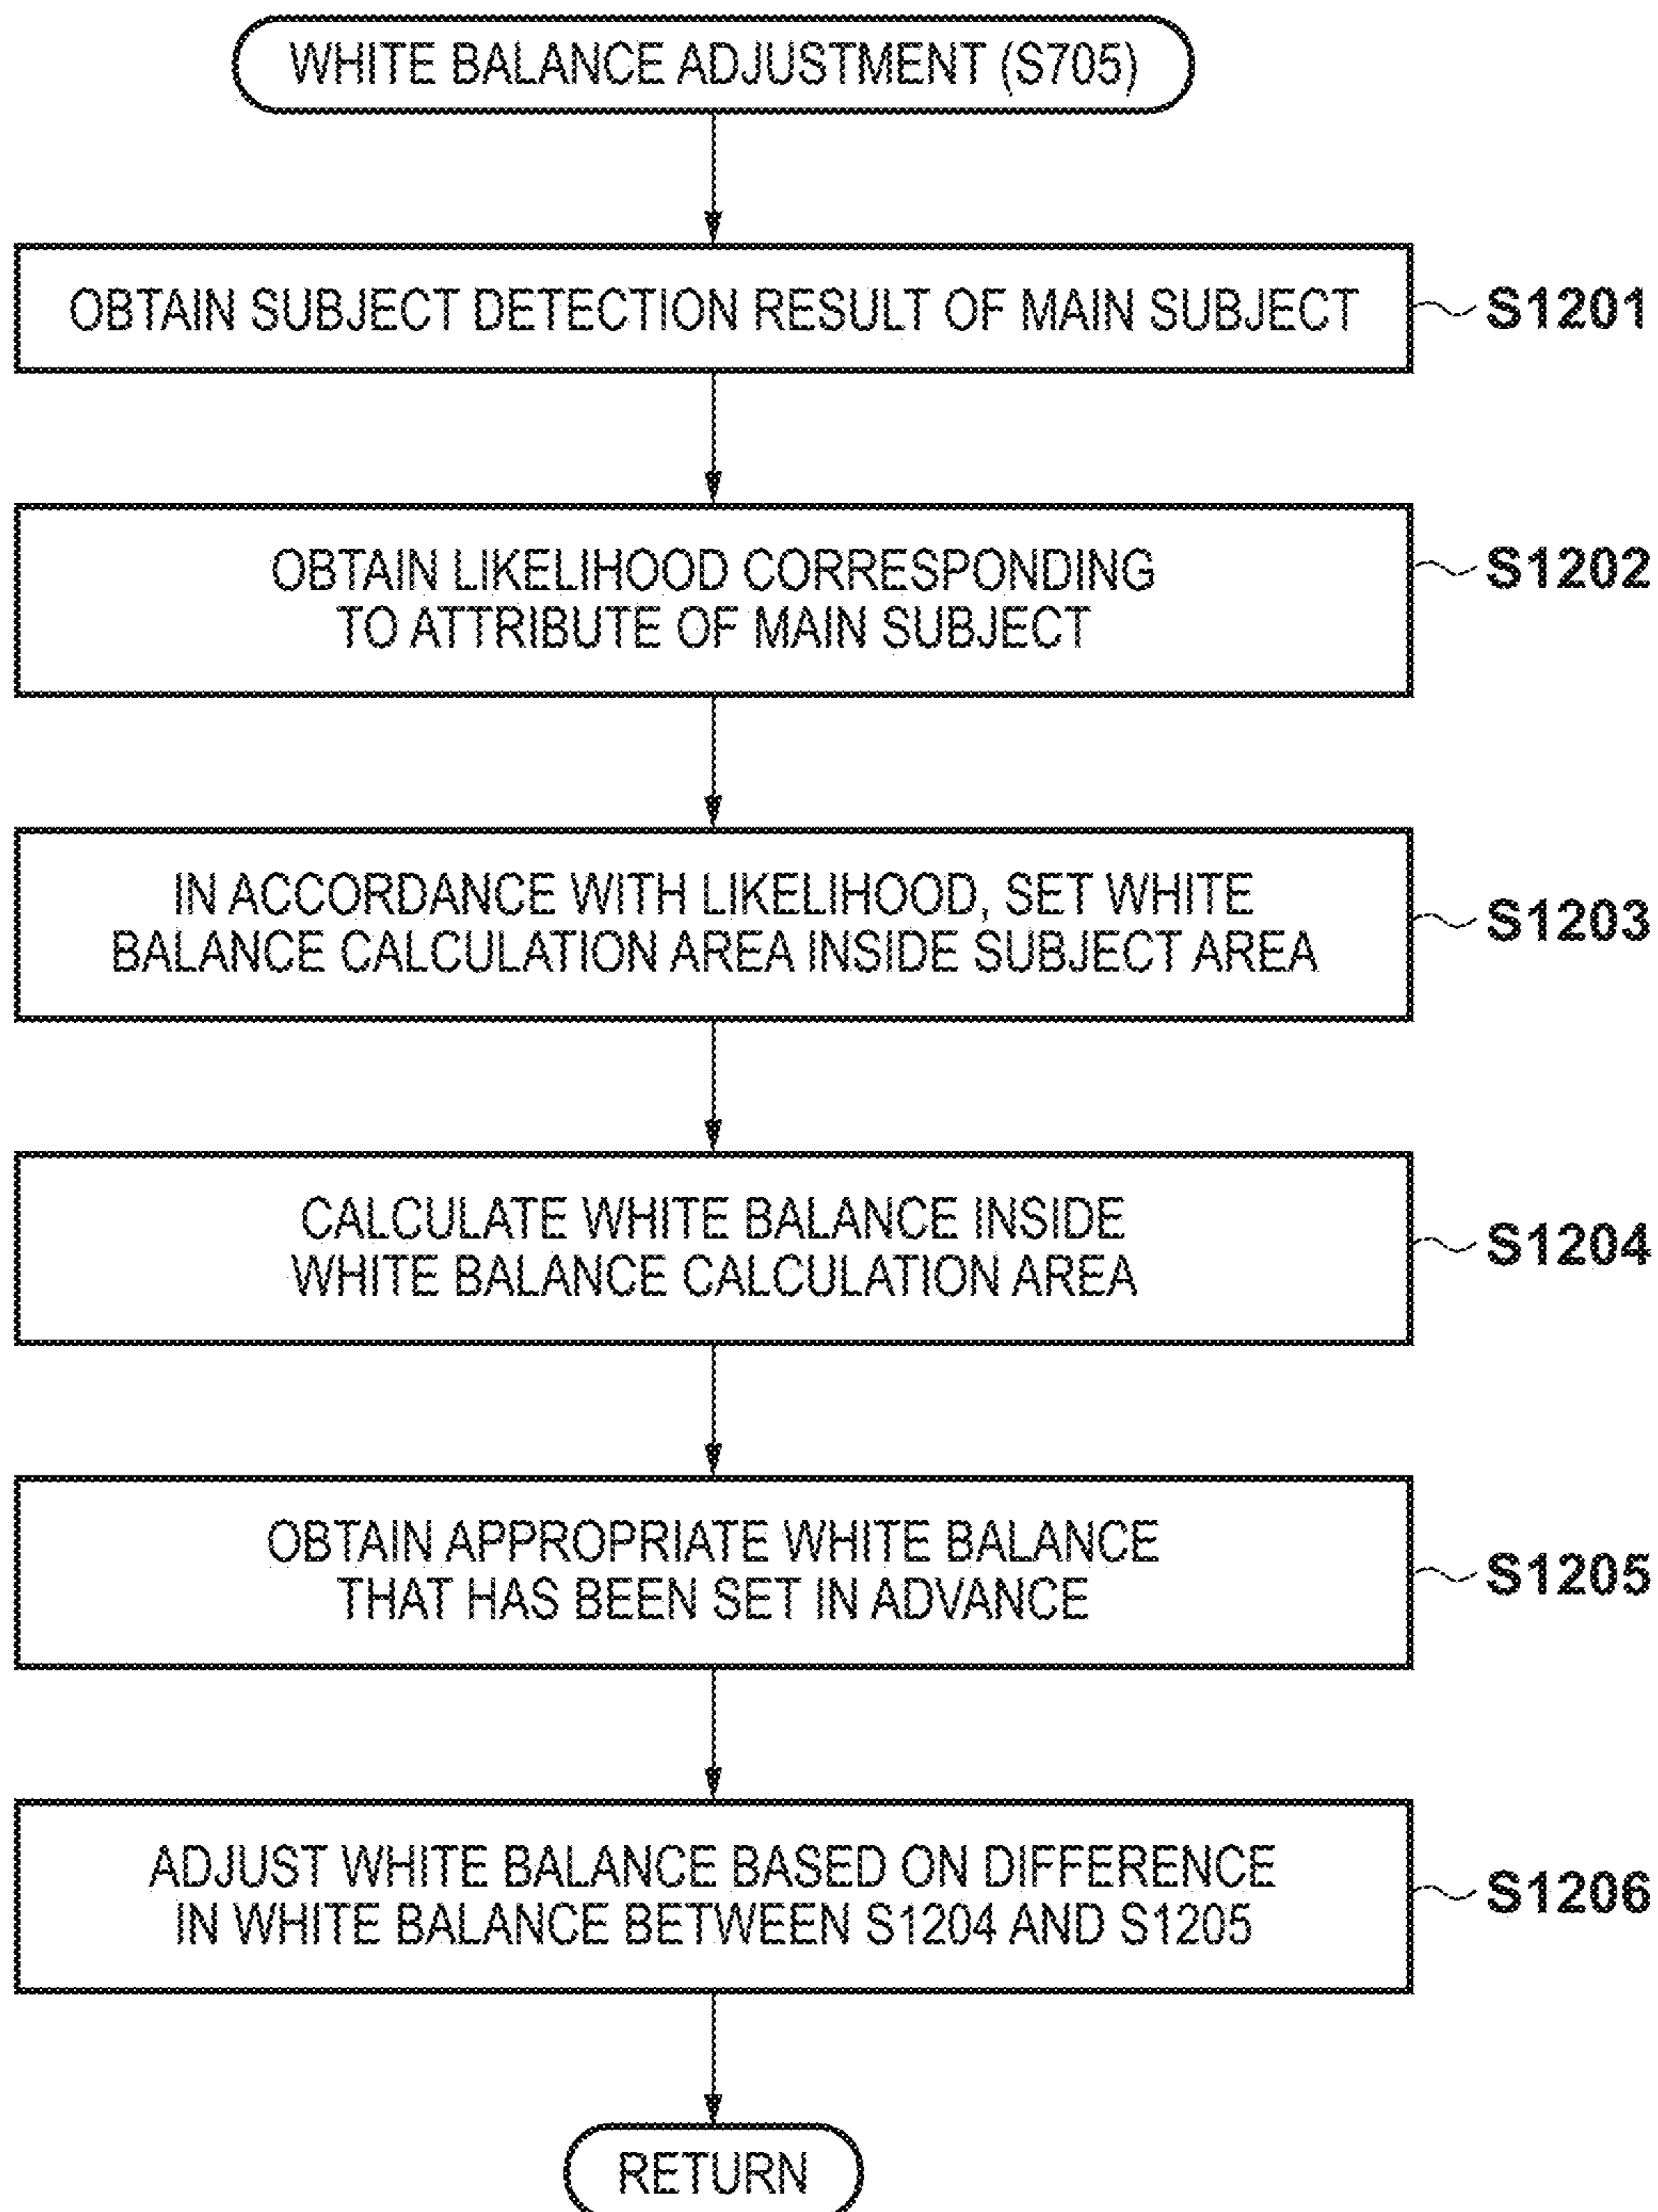 WHITE BALANCE ADJUSTMENT (S705)
OBTAIN SUBJECT DETECTION RESULT OF MAIN SUBJECT
S1201
OBTAIN LIKELIHOOD CORRESPONDING
TO ATTRIBUTE OF MAIN SUBJECT
S1202
IN ACCORDANCE WITH LIKELIHOOD, SET WHITE
BALANCE CALCULATION AREA INSIDE SUBJECT AREA
S1203
CALCULATE WHITE BALANCE INSIDE
WHITE BALANCE CALCULATION AREA
S1204
OBTAIN APPROPRIATE WHITE BALANCE
THAT HAS BEEN SET IN ADVANCE
S1205
ADJUST WHITE BALANCE BASED ON DIFFERENCE
IN WHITE BALANCE BETWEEN S1204 AND S1205
S1206
RETURN